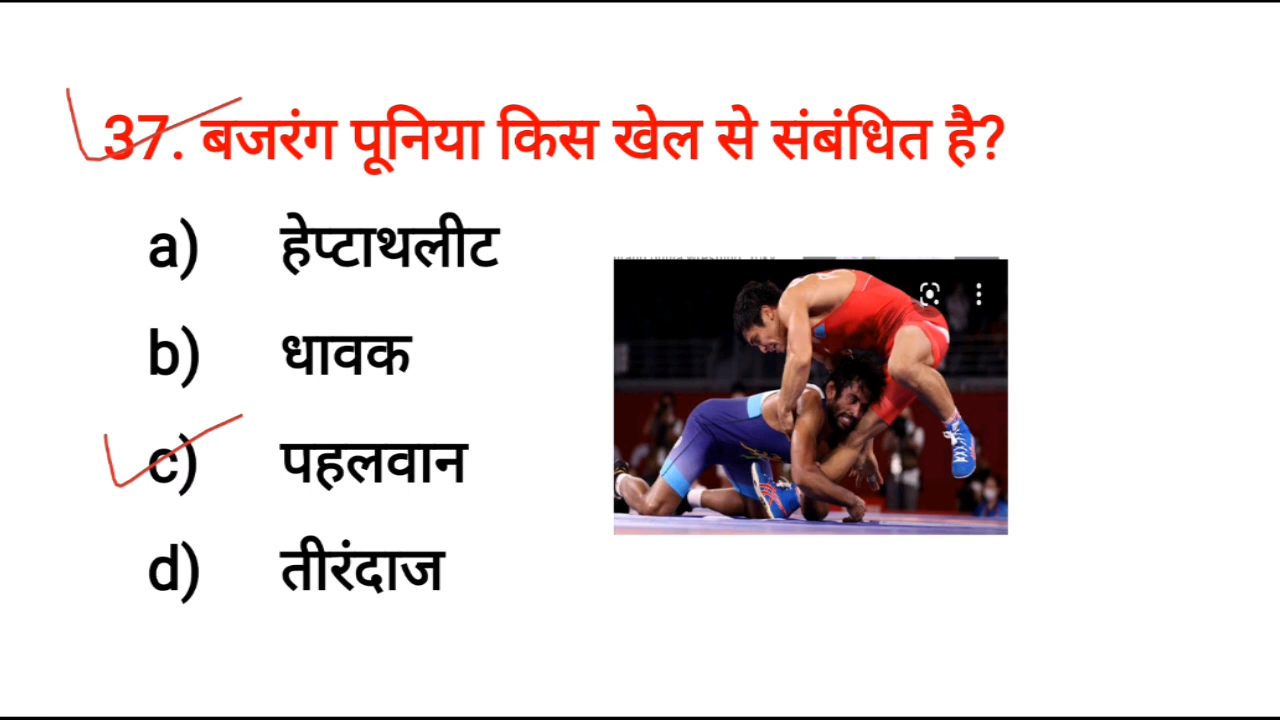 37. बजरंग पूनिया किस खेल से संबंधित है?
a) हेप्टाथलीट
b) धावक
c) पहलवान
d) तीरंदाज